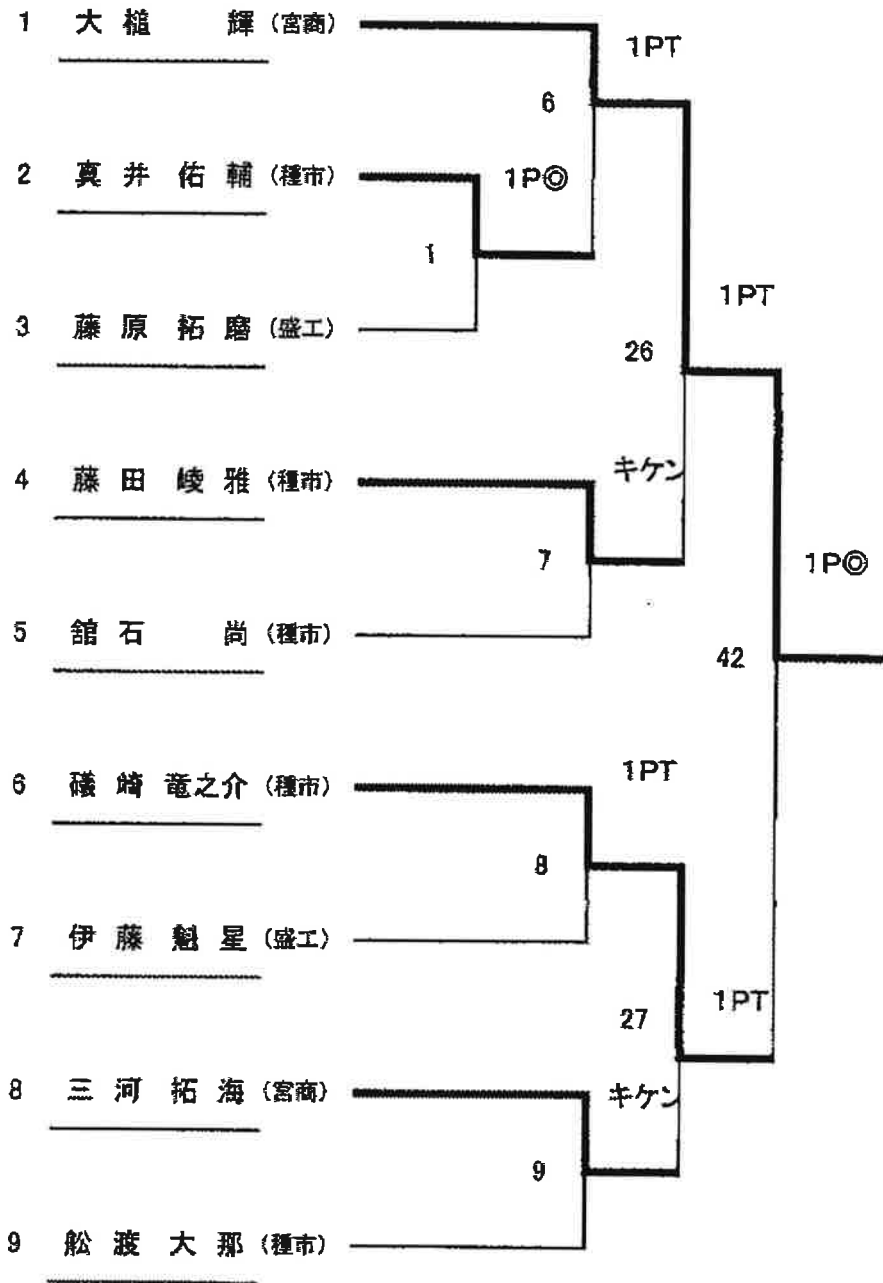 1 大槌 輝 (宮商)
1PT
6
2 真井佑輔 (種市)
1P◎
1
1PT
3 藤原拓磨 (盛工)
26
キケン
4 藤田崚雅 (種市)
7
1P◎
5 舘石 尚 (種市)
42
1PT
6 磯崎竜之介 (種市)
8
7 伊藤魁星 (盛工)
1PT
27
8 三河拓海 (宮商)
キケン
9
9 舩渡大那 (種市)